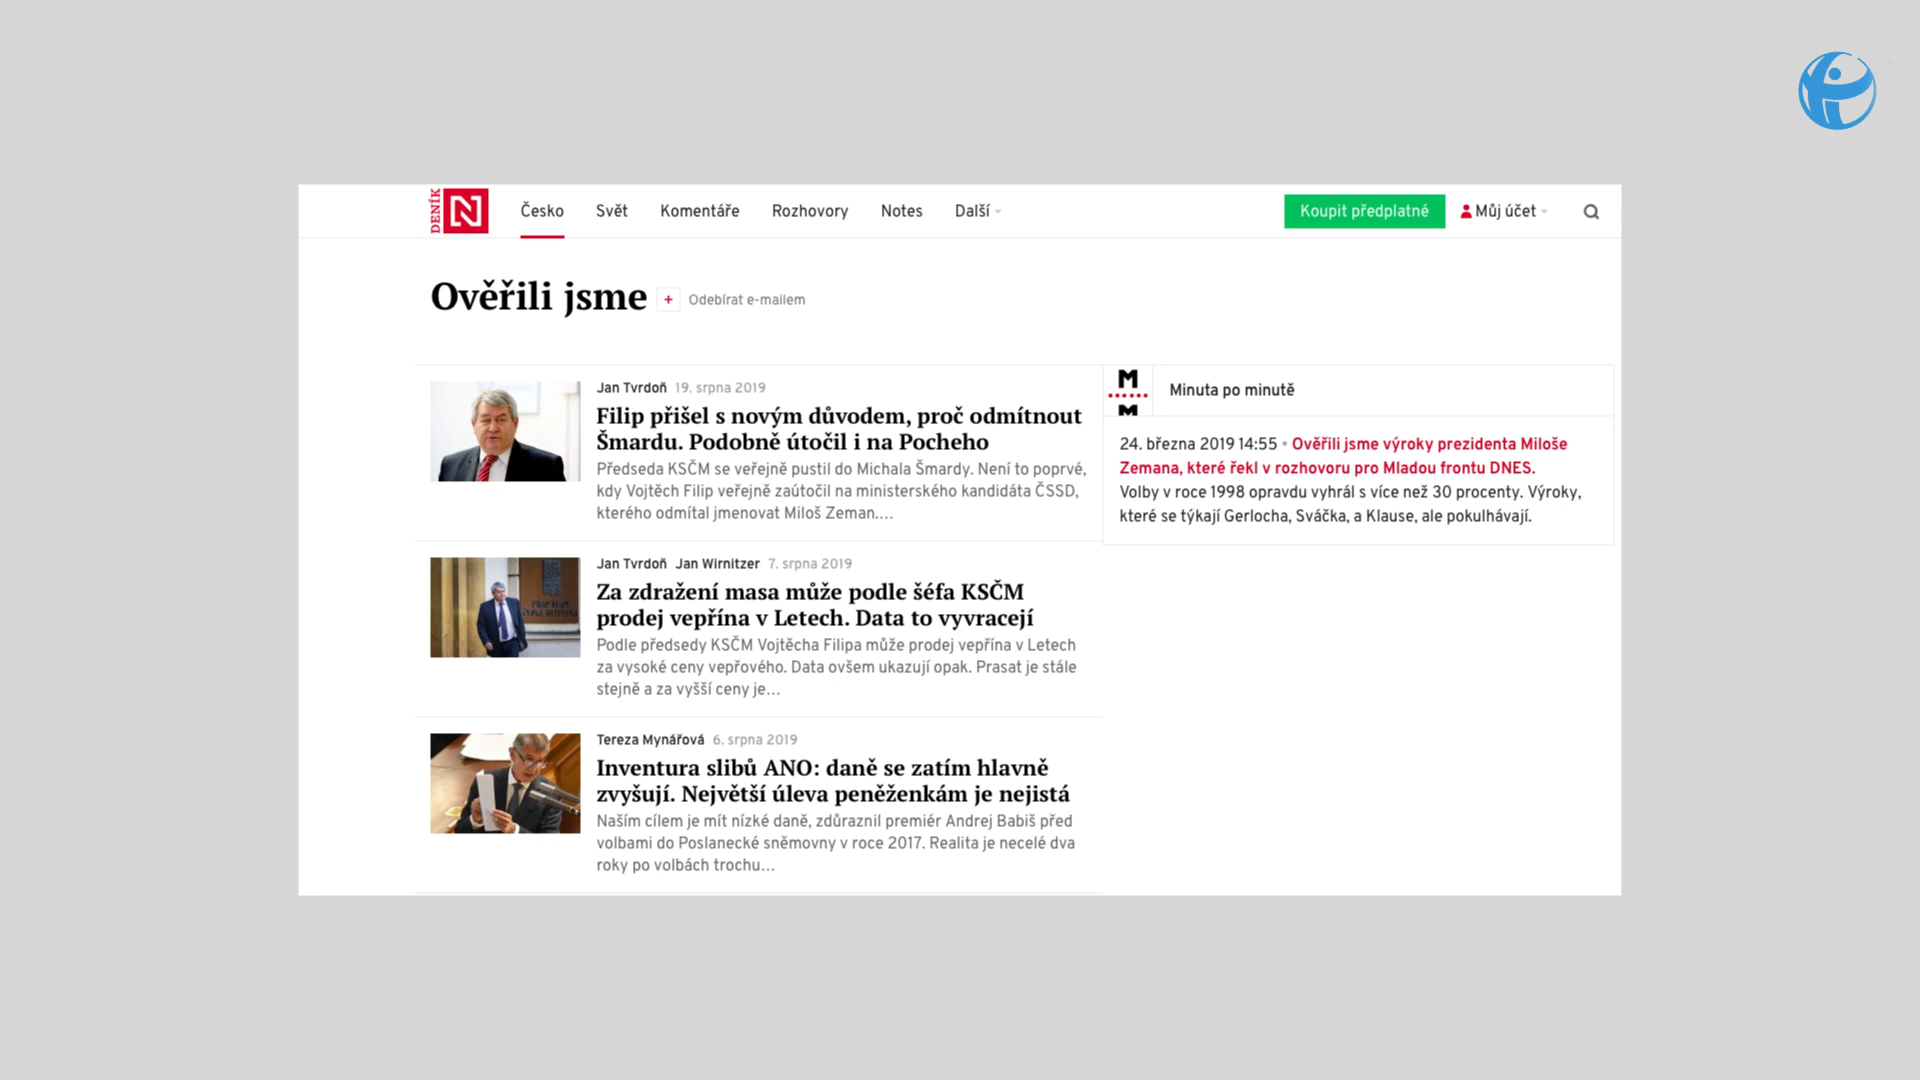 DENÍK N
Česko
Svět
Komentáře
Rozhovory
Notes
Další
Koupit předplatné
Můj účet
Ověřili jsme
+ Odebírat e-mailem
Jan Tvrdoň 19. srpna 2019
Filip přišel s novým důvodem, proč odmítnout
Šmardu. Podobně útočil i na Pocheho
Předseda KSČM se veřejně pustil do Michala Šmardy. Není to poprvé,
kdy Vojtěch Filip veřejně zaútočil na ministerského kandidáta ČSSD,
kterého odmítal jmenovat Miloš Zeman.…
Jan Tvrdoň Jan Wirnitzer 7. srpna 2019
Za zdražení masa může podle šéfa KSČM
prodej vepřína v Letech. Data to vyvracejí
Podle předsedy KSČM Vojtěcha Filipa může prodej vepřína v Letech
za vysoké ceny vepřového. Data ovšem ukazují opak. Prasat je stále
stejně a za vyšší ceny je…
Tereza Mynářová 6. srpna 2019
Inventura slibů ANO: daně se zatím hlavně
zvyšují. Největší úleva peněženkám je nejistá
Naším cílem je mít nízké daně, zdůraznil premiér Andrej Babiš před
volbami do Poslanecké sněmovny v roce 2017. Realita je necelé dva
roky po volbách trochu…
M
M
Minuta po minutě
24. března 2019 14:55 • Ověřili jsme výroky prezidenta Miloše
Zemana, které řekl v rozhovoru pro Mladou frontu DNES.
Volby v roce 1998 opravdu vyhrál s více než 30 procenty. Výroky,
které se týkají Gerlocha, Sváčka, a Klause, ale pokulhávají.